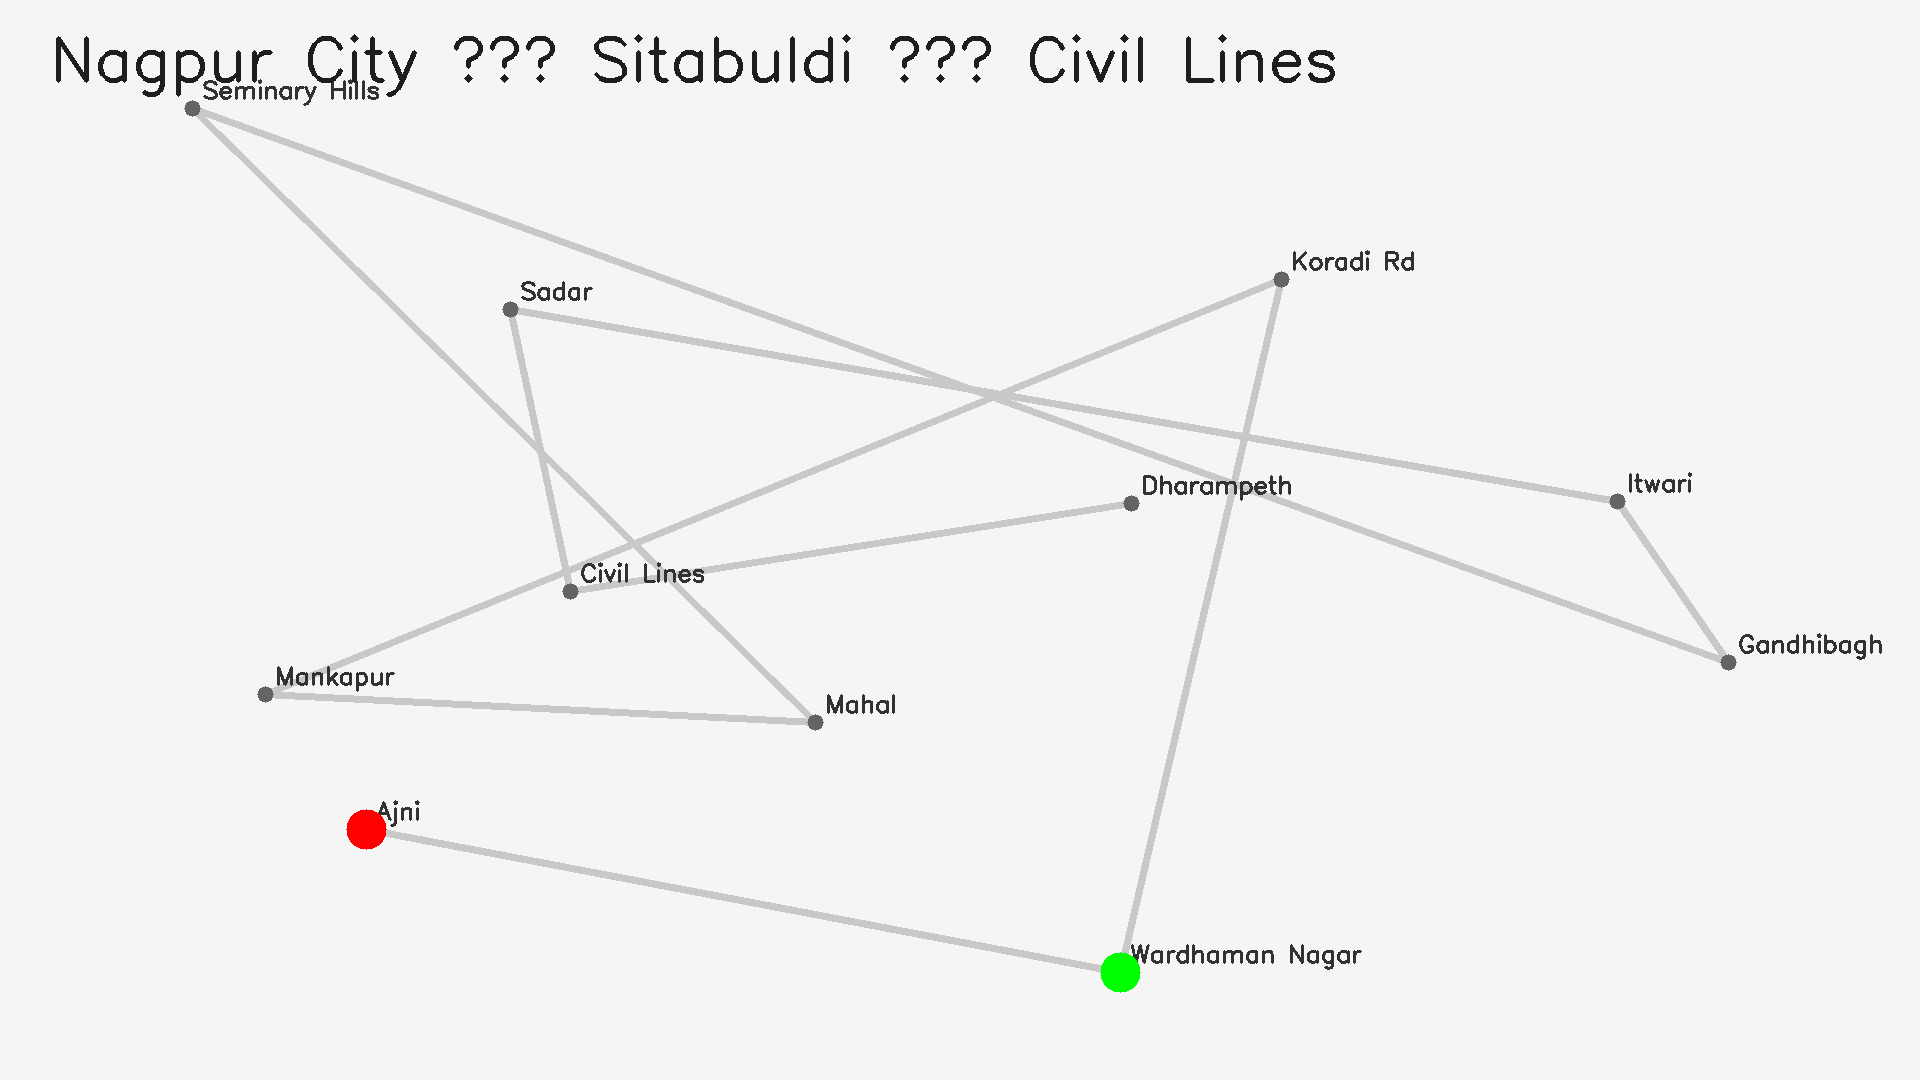 Nagpur City ??? Sitabuldi ??? Civil Lines
Seminary Hills
Koradi Rd
Sadar
Itwari
Dharampeth
Civil Lines
Gandhibagh
Mankapur
Mahal
Ajni
Wardhaman Nagar